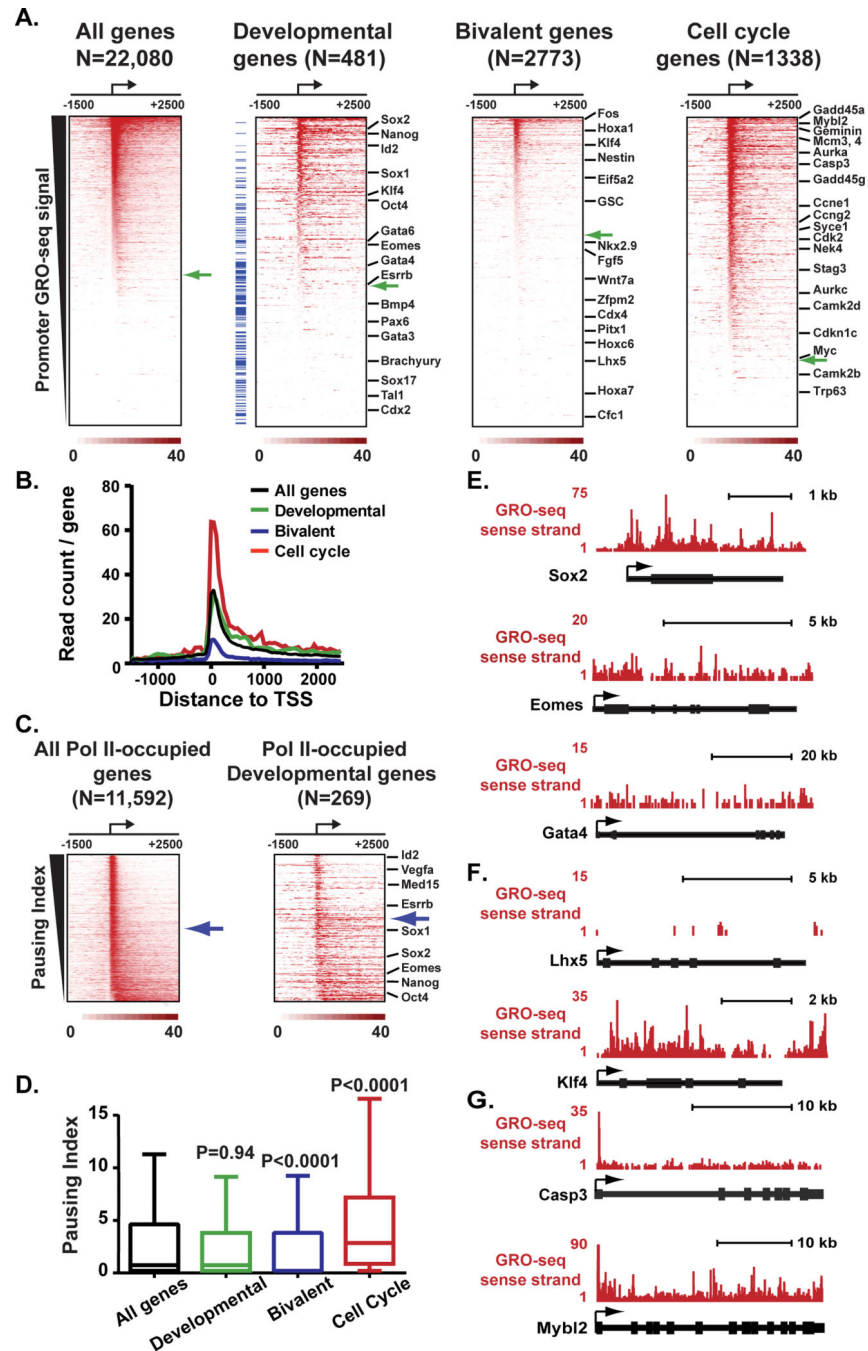 A.
All genes
N=22,080
-1500 +2500
Promoter GRO-seq signal
0 40
Developmental
genes (N=481)
-1500 +2500
Sox2
Nanog
Id2
Sox1
Klf4
Oct4
Gata6
Eomes
Gata4
Esrrb
Bmp4
Pax6
Gata3
Brachyury
Sox17
Tal1
Cdx2
0 40
Bivalent genes
(N=2773)
-1500 +2500
Fos
Hoxa1
Klf4
Nestin
Eif5a2
GSC
Nkx2.9
Fgf5
Wnt7a
Zfpm2
Cdx4
Pitx1
Hoxc6
Lhx5
Hoxa7
Cfc1
0 40
Cell cycle
genes (N=1338)
-1500 +2500
Gadd45a
Mybl2
Geminin
Mcm3, 4
Aurka
Casp3
Gadd45g
Ccne1
Ccng2
Syce1
Cdk2
Nek4
Stag3
Aurkc
Camk2d
Cdkn1c
Myc
Camk2b
Trp63
0 40
B.
Read count / gene
80
60
40
20
0
All genes
Developmental
Bivalent
Cell cycle
-1000 0 1000 2000
Distance to TSS
C.
All Pol II-occupied
genes
(N=11,592)
-1500 +2500
Pausing Index
0 40
Pol II-occupied
Developmental genes
(N=269)
-1500 +2500
Id2
Vegfa
Med15
Esrrb
Sox1
Sox2
Eomes
Nanog
Oct4
0 40
D.
Pausing Index
15
10
5
0
P=0.94
P<0.0001
P<0.0001
All genes
Developmental
Bivalent
Cell Cycle
E.
75
GRO-seq
sense strand
1
1 kb
Sox2
20
GRO-seq
sense strand
1
5 kb
Eomes
15
GRO-seq
sense strand
1
20 kb
Gata4
F.
15
GRO-seq
sense strand
1
5 kb
Lhx5
35
GRO-seq
sense strand
1
2 kb
Klf4
G.
35
GRO-seq
sense strand
1
10 kb
Casp3
90
GRO-seq
sense strand
1
10 kb
Mybl2